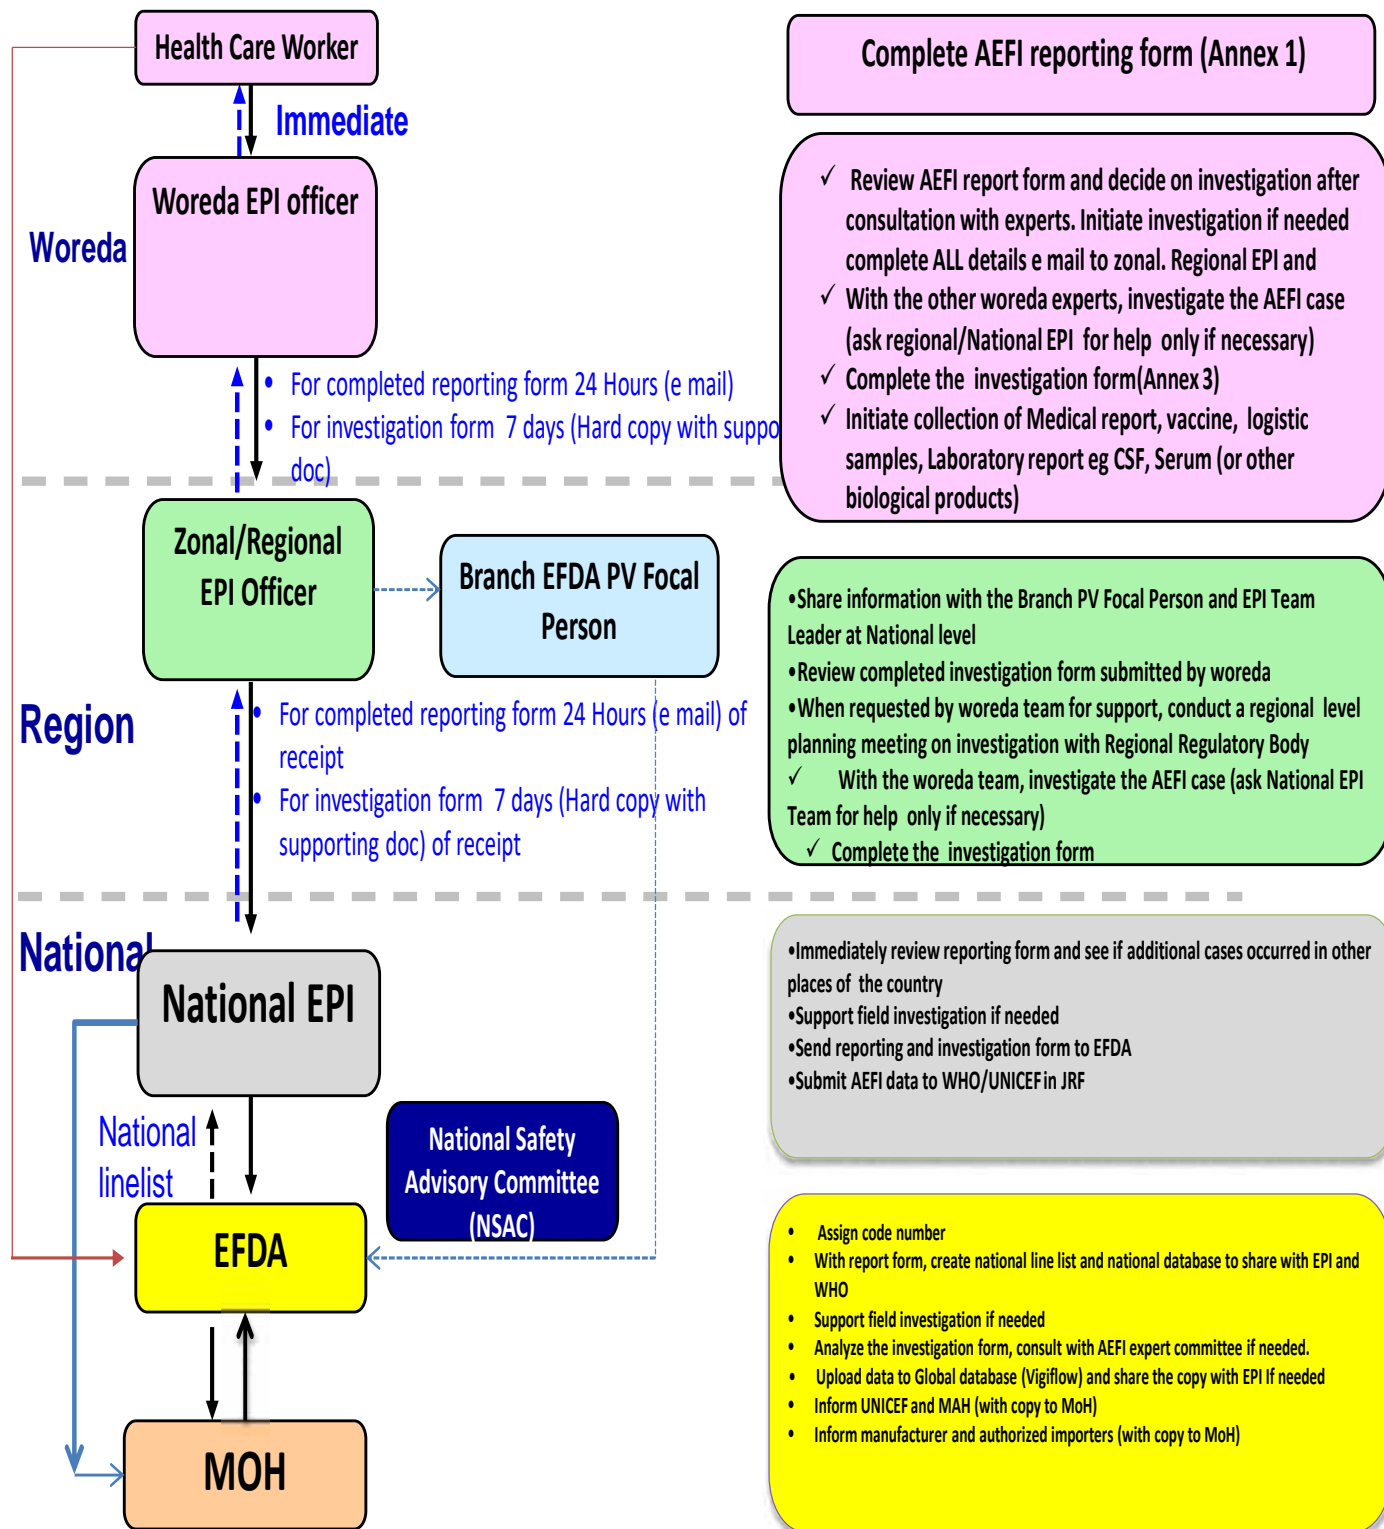 Health Care Worker
Complete AEFI reporting form (Annex 1)
Immediate
Woreda EPI officer
Woreda
✓ Review AEFI report form and decide on investigation after
consultation with experts. Initiate investigation if needed
complete ALL details e mail to zonal. Regional EPI and
✓ With the other woreda experts, investigate the AEFI case
(ask regional/National EPI for help only if necessary)
✓ Complete the investigation form(Annex 3)
✓ Initiate collection of Medical report, vaccine, logistic
samples, Laboratory report eg CSF, Serum (or other
biological products)
• For completed reporting form 24 Hours (e mail)
• For investigation form 7 days (Hard copy with suppo
doc)
Zonal/Regional
EPI Officer
Branch EFDA PV Focal
Person
•Share information with the Branch PV Focal Person and EPI Team
Leader at National level
•Review completed investigation form submitted by woreda
•When requested by woreda team for support, conduct a regional level
planning meeting on investigation with Regional Regulatory Body
✓ With the woreda team, investigate the AEFI case (ask National EPI
Team for help only if necessary)
✓ Complete the investigation form
Region
• For completed reporting form 24 Hours (e mail) of
receipt
• For investigation form 7 days (Hard copy with
supporting doc) of receipt
National
National EPI
•Immediately review reporting form and see if additional cases occurred in other
places of the country
•Support field investigation if needed
•Send reporting and investigation form to EFDA
•Submit AEFI data to WHO/UNICEF in JRF
National
linelist
National Safety
Advisory Committee
(NSAC)
EFDA
• Assign code number
• With report form, create national line list and national database to share with EPI and
WHO
• Support field investigation if needed
• Analyze the investigation form, consult with AEFI expert committee if needed.
• Upload data to Global database (Vigiflow) and share the copy with EPI If needed
• Inform UNICEF and MAH (with copy to MoH)
• Inform manufacturer and authorized importers (with copy to MoH)
MOH